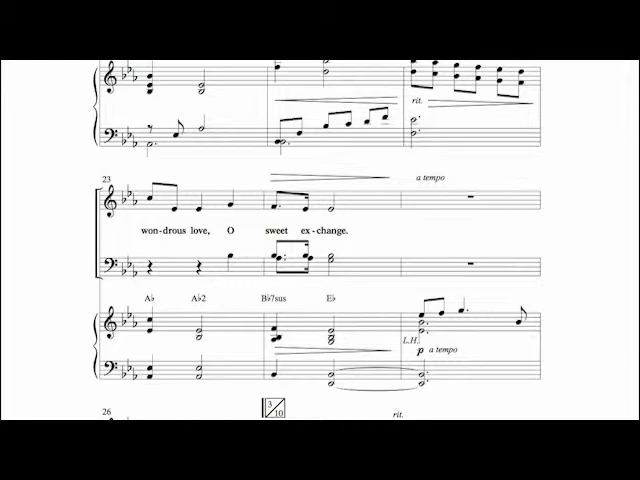 rit.
23
a tempo
won-drous love, O sweet ex-change.
A♭ A♭2 B♭7sus E♭
L.H.
p a tempo
26
3
10
rit.